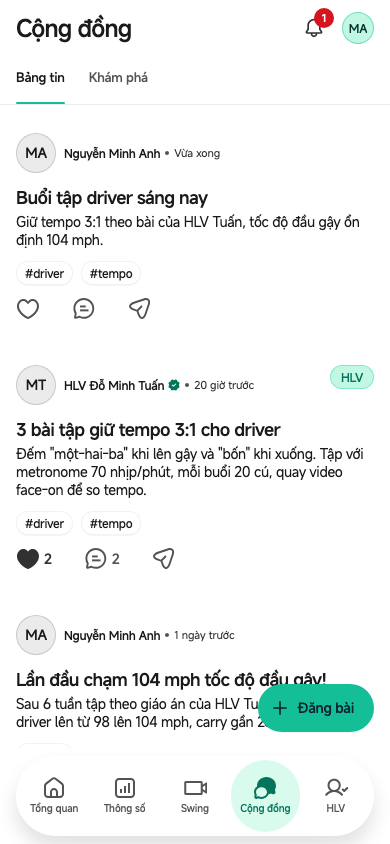 Cộng đồng
1
MA
Bảng tin
Khám phá
MA
Nguyễn Minh Anh • Vừa xong
Buổi tập driver sáng nay
Giữ tempo 3:1 theo bài của HLV Tuấn, tốc độ đầu gậy ổn
định 104 mph.
#driver
#tempo
MT
HLV Đỗ Minh Tuấn • 20 giờ trước
HLV
3 bài tập giữ tempo 3:1 cho driver
Đếm "một-hai-ba" khi lên gậy và "bốn" khi xuống. Tập với
metronome 70 nhịp/phút, mỗi buổi 20 cú, quay video
face-on để so tempo.
#driver
#tempo
2
2
MA
Nguyễn Minh Anh • 1 ngày trước
Lần đầu chạm 104 mph tốc độ đầu gậy!
Sau 6 tuần tập theo giáo án của HLV
driver lên từ 98 lên 104 mph, carry gần
Đăng bài
Tổng quan
Thông số
Swing
Cộng đồng
HLV